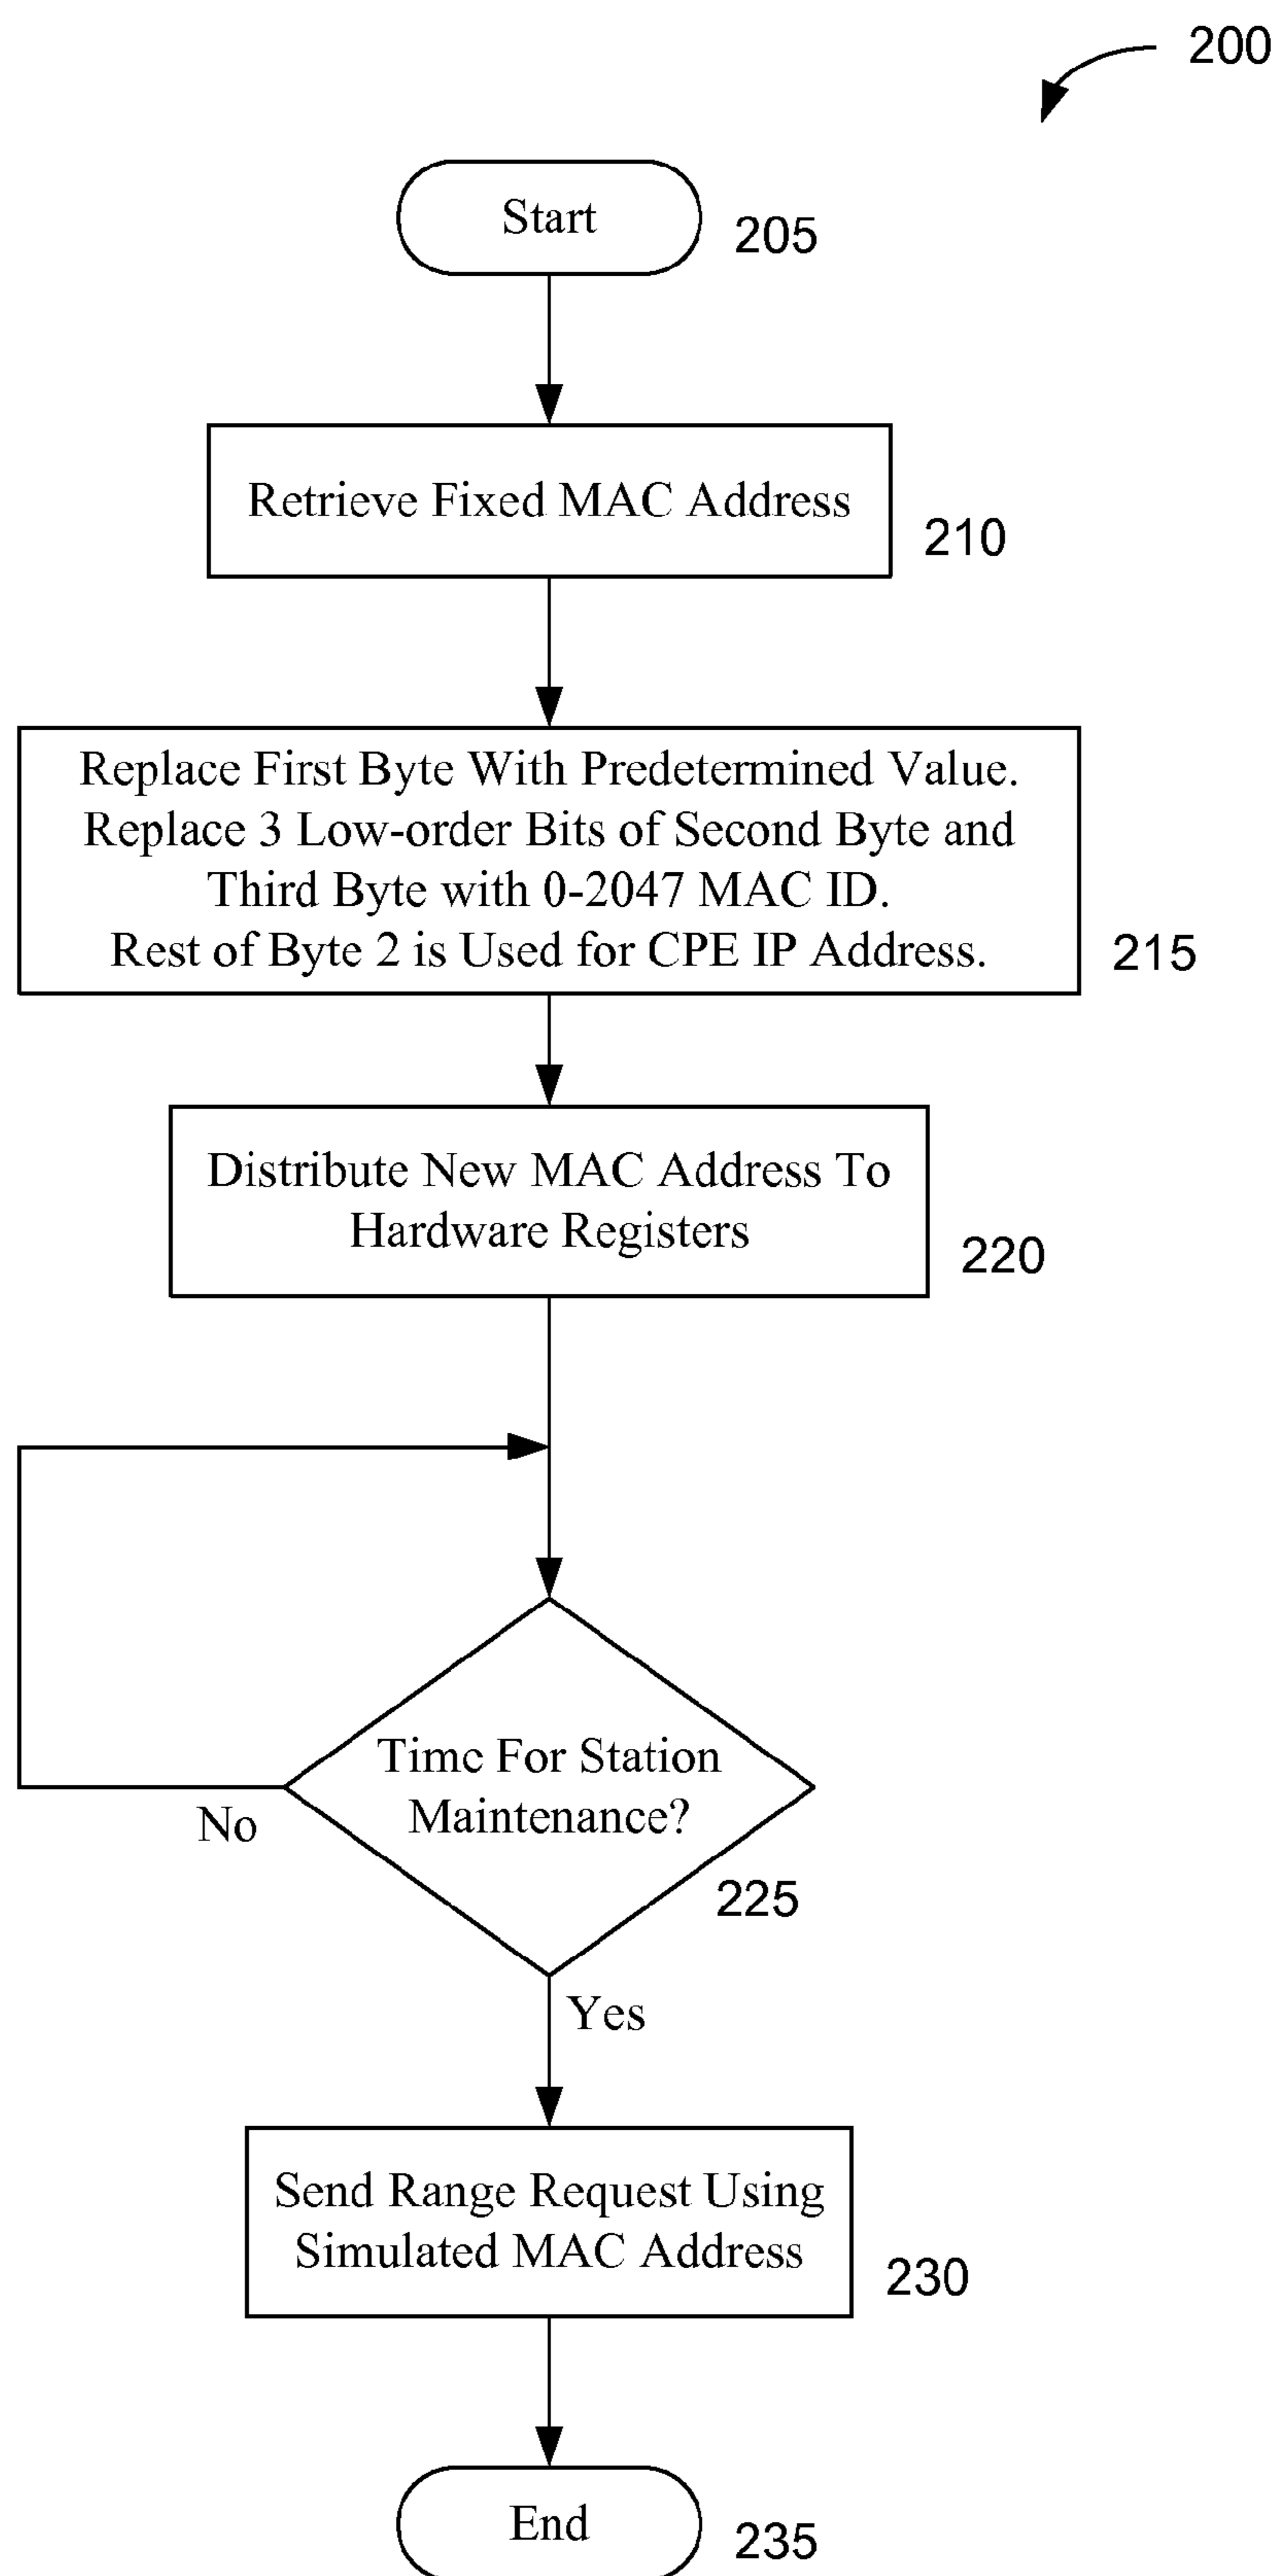 200
Start
205
Retrieve Fixed MAC Address
210
Replace First Byte With Predetermined Value.
Replace 3 Low-order Bits of Second Byte and
Third Byte with 0-2047 MAC ID.
Rest of Byte 2 is Used for CPE IP Address.
215
Distribute New MAC Address To
Hardware Registers
220
Time For Station
Maintenance?
No
225
Yes
Send Range Request Using
Simulated MAC Address
230
End
235